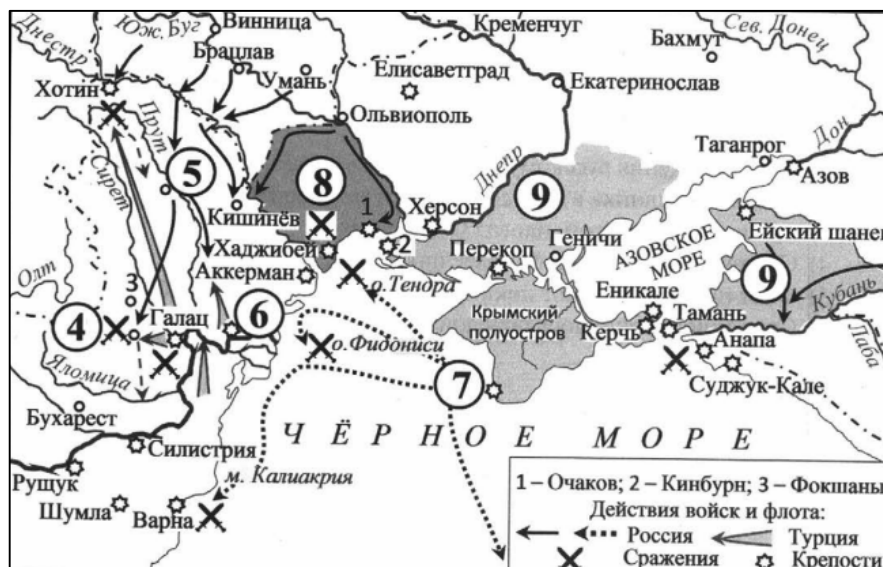 Днестр
Юж. Буг
Винница
Брацлав
Умань
Хотин
Кременчуг
Бахмут
Сев. Донец
Елисаветград
Екатеринослав
Ольвиополь
Прут
Сирет
5
8
9
Днепр
Таганрог
Дон
Азов
Кишинёв
1
Херсон
Хаджибей
2
Перекоп
Геничи
Ейский шанец
АЗОВСКОЕ
МОРЕ
9
Аккерман
о.Тендра
Олт
3
4
Галац
6
Еникале
Тамань
Кубань
Крымский
полуостров
Керчь
Анапа
Лаба
о. Фидониси
7
Суджук-Кале
Яломица
Бухарест
ЧЁРНОЕ МОРЕ
Силистрия
Рущук
м. Калиакрия
Шумла
Варна
1 – Очаков; 2 – Кинбурн; 3 – Фокшаны
Действия войск и флота:
Россия
Турция
Сражения
Крепости